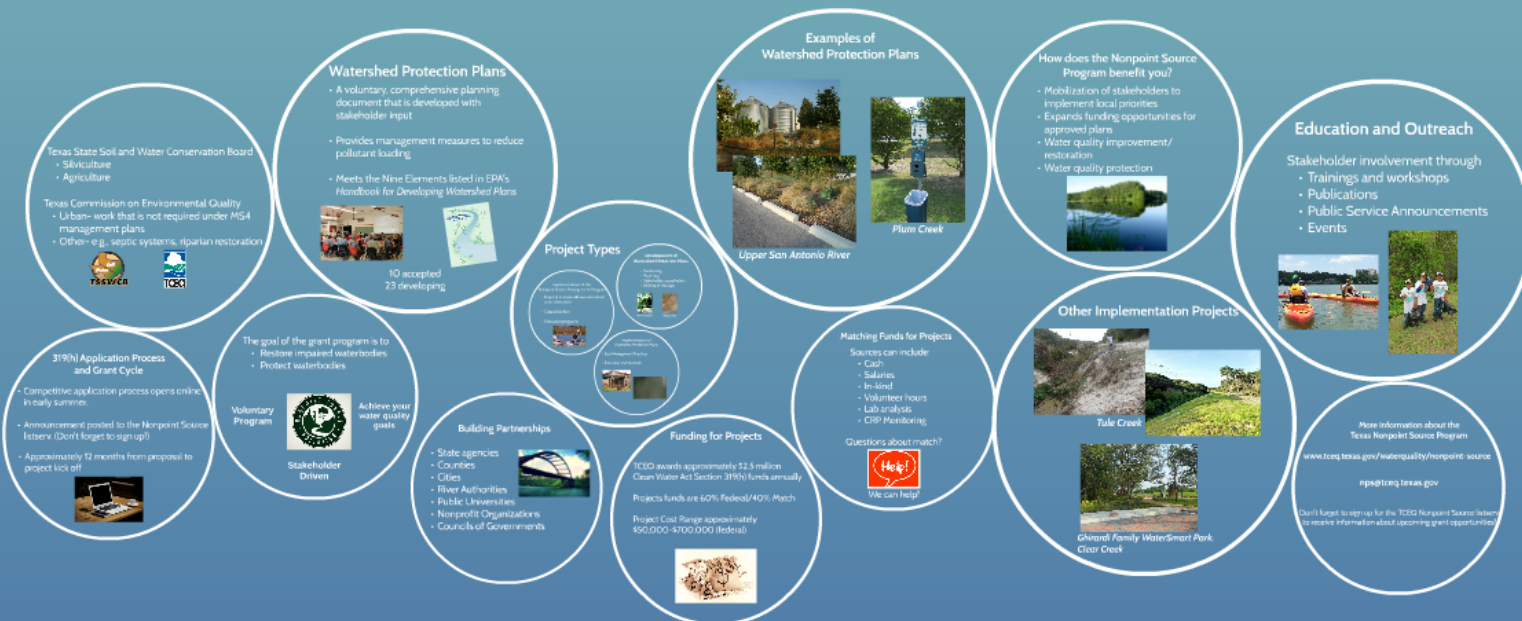 Texas State Soil and Water Conservation Board
• Silviculture
• Agriculture
Texas Commission on Environmental Quality
• Urban- work that is not required under MS4
management plans
• Other- e.g., septic systems, riparian restoration
TSSWCB
TCEQ
Watershed Protection Plans
• A voluntary, comprehensive planning
document that is developed with
stakeholder input
• Provides management measures to reduce
pollutant loading
• Meets the Nine Elements listed in EPA's
Handbook for Developing Watershed Plans
10 accepted
23 developing
319(h) Application Process
and Grant Cycle
• Competitive application process opens online
in early summer.
• Announcement posted to the Nonpoint Source
listserv. (Don't forget to sign up!)
• Approximately 12 months from proposal to
project kick off
The goal of the grant program is to
• Restore impaired waterbodies
• Protect waterbodies
Voluntary
Program
Achieve your
water quality
goals
Stakeholder
Driven
Project Types
Building Partnerships
• State agencies
• Counties
• Cities
• River Authorities
• Public Universities
• Nonprofit Organizations
• Councils of Governments
Funding for Projects
TCEQ awards approximately $2.5 million
Clean Water Act Section 319(h) funds annually
Projects funds are 60% Federal/40% Match
Project Cost Range approximately
$50,000-$700,000 (federal)
Examples of
Watershed Protection Plans
Upper San Antonio River
Plum Creek
Matching Funds for Projects
Sources can include:
• Cash
• Salaries
• In-kind
• Volunteer hours
• Lab analysis
• CRP Monitoring
Questions about match?
Help!
We can help!
How does the Nonpoint Source
Program benefit you?
• Mobilization of stakeholders to
implement local priorities
• Expands funding opportunities for
approved plans
• Water quality improvement/
restoration
• Water quality protection
Other Implementation Projects
Tule Creek
Ghirardi Family WaterSmart Park,
Clear Creek
Education and Outreach
Stakeholder involvement through
• Trainings and workshops
• Publications
• Public Service Announcements
• Events
More information about the
Texas Nonpoint Source Program
www.tceq.texas.gov/waterquality/nonpoint-source
nps@tceq.texas.gov
Don't forget to sign up for the TCEQ Nonpoint Source listserv
to receive information about upcoming grant opportunities!